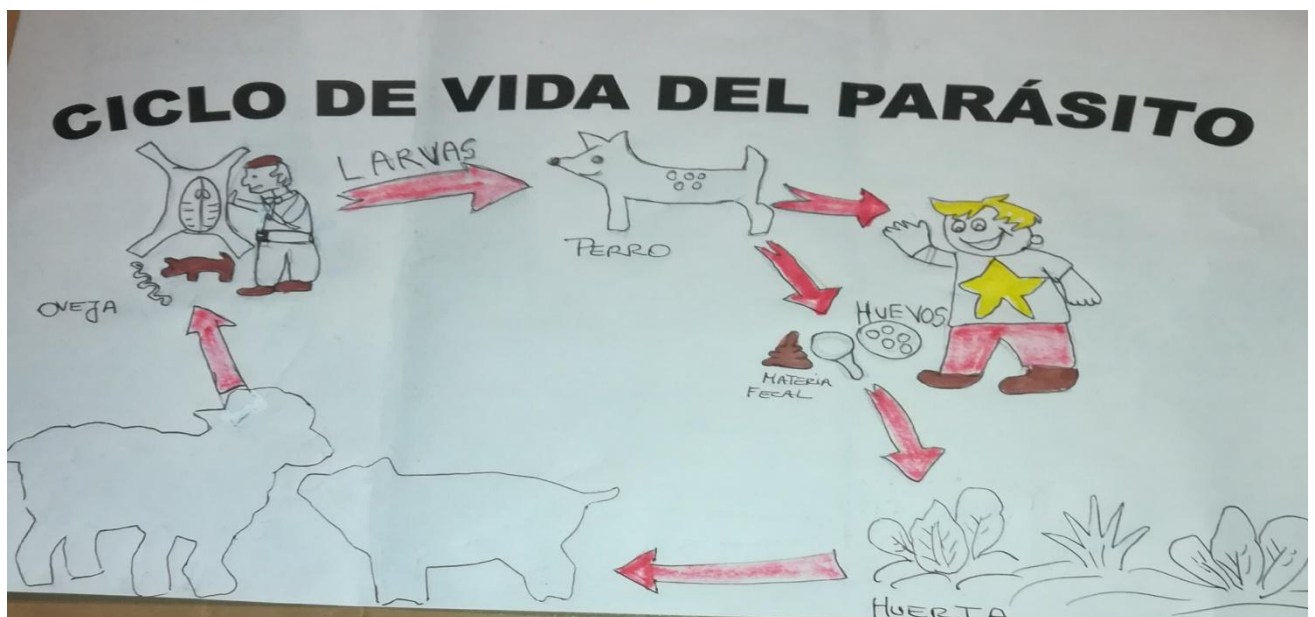 CICLO DE VIDA DEL PARÁSITO
LARVAS
PERRO
OVEJA
HUEVOS
MATERIA
FECAL
HUERTA